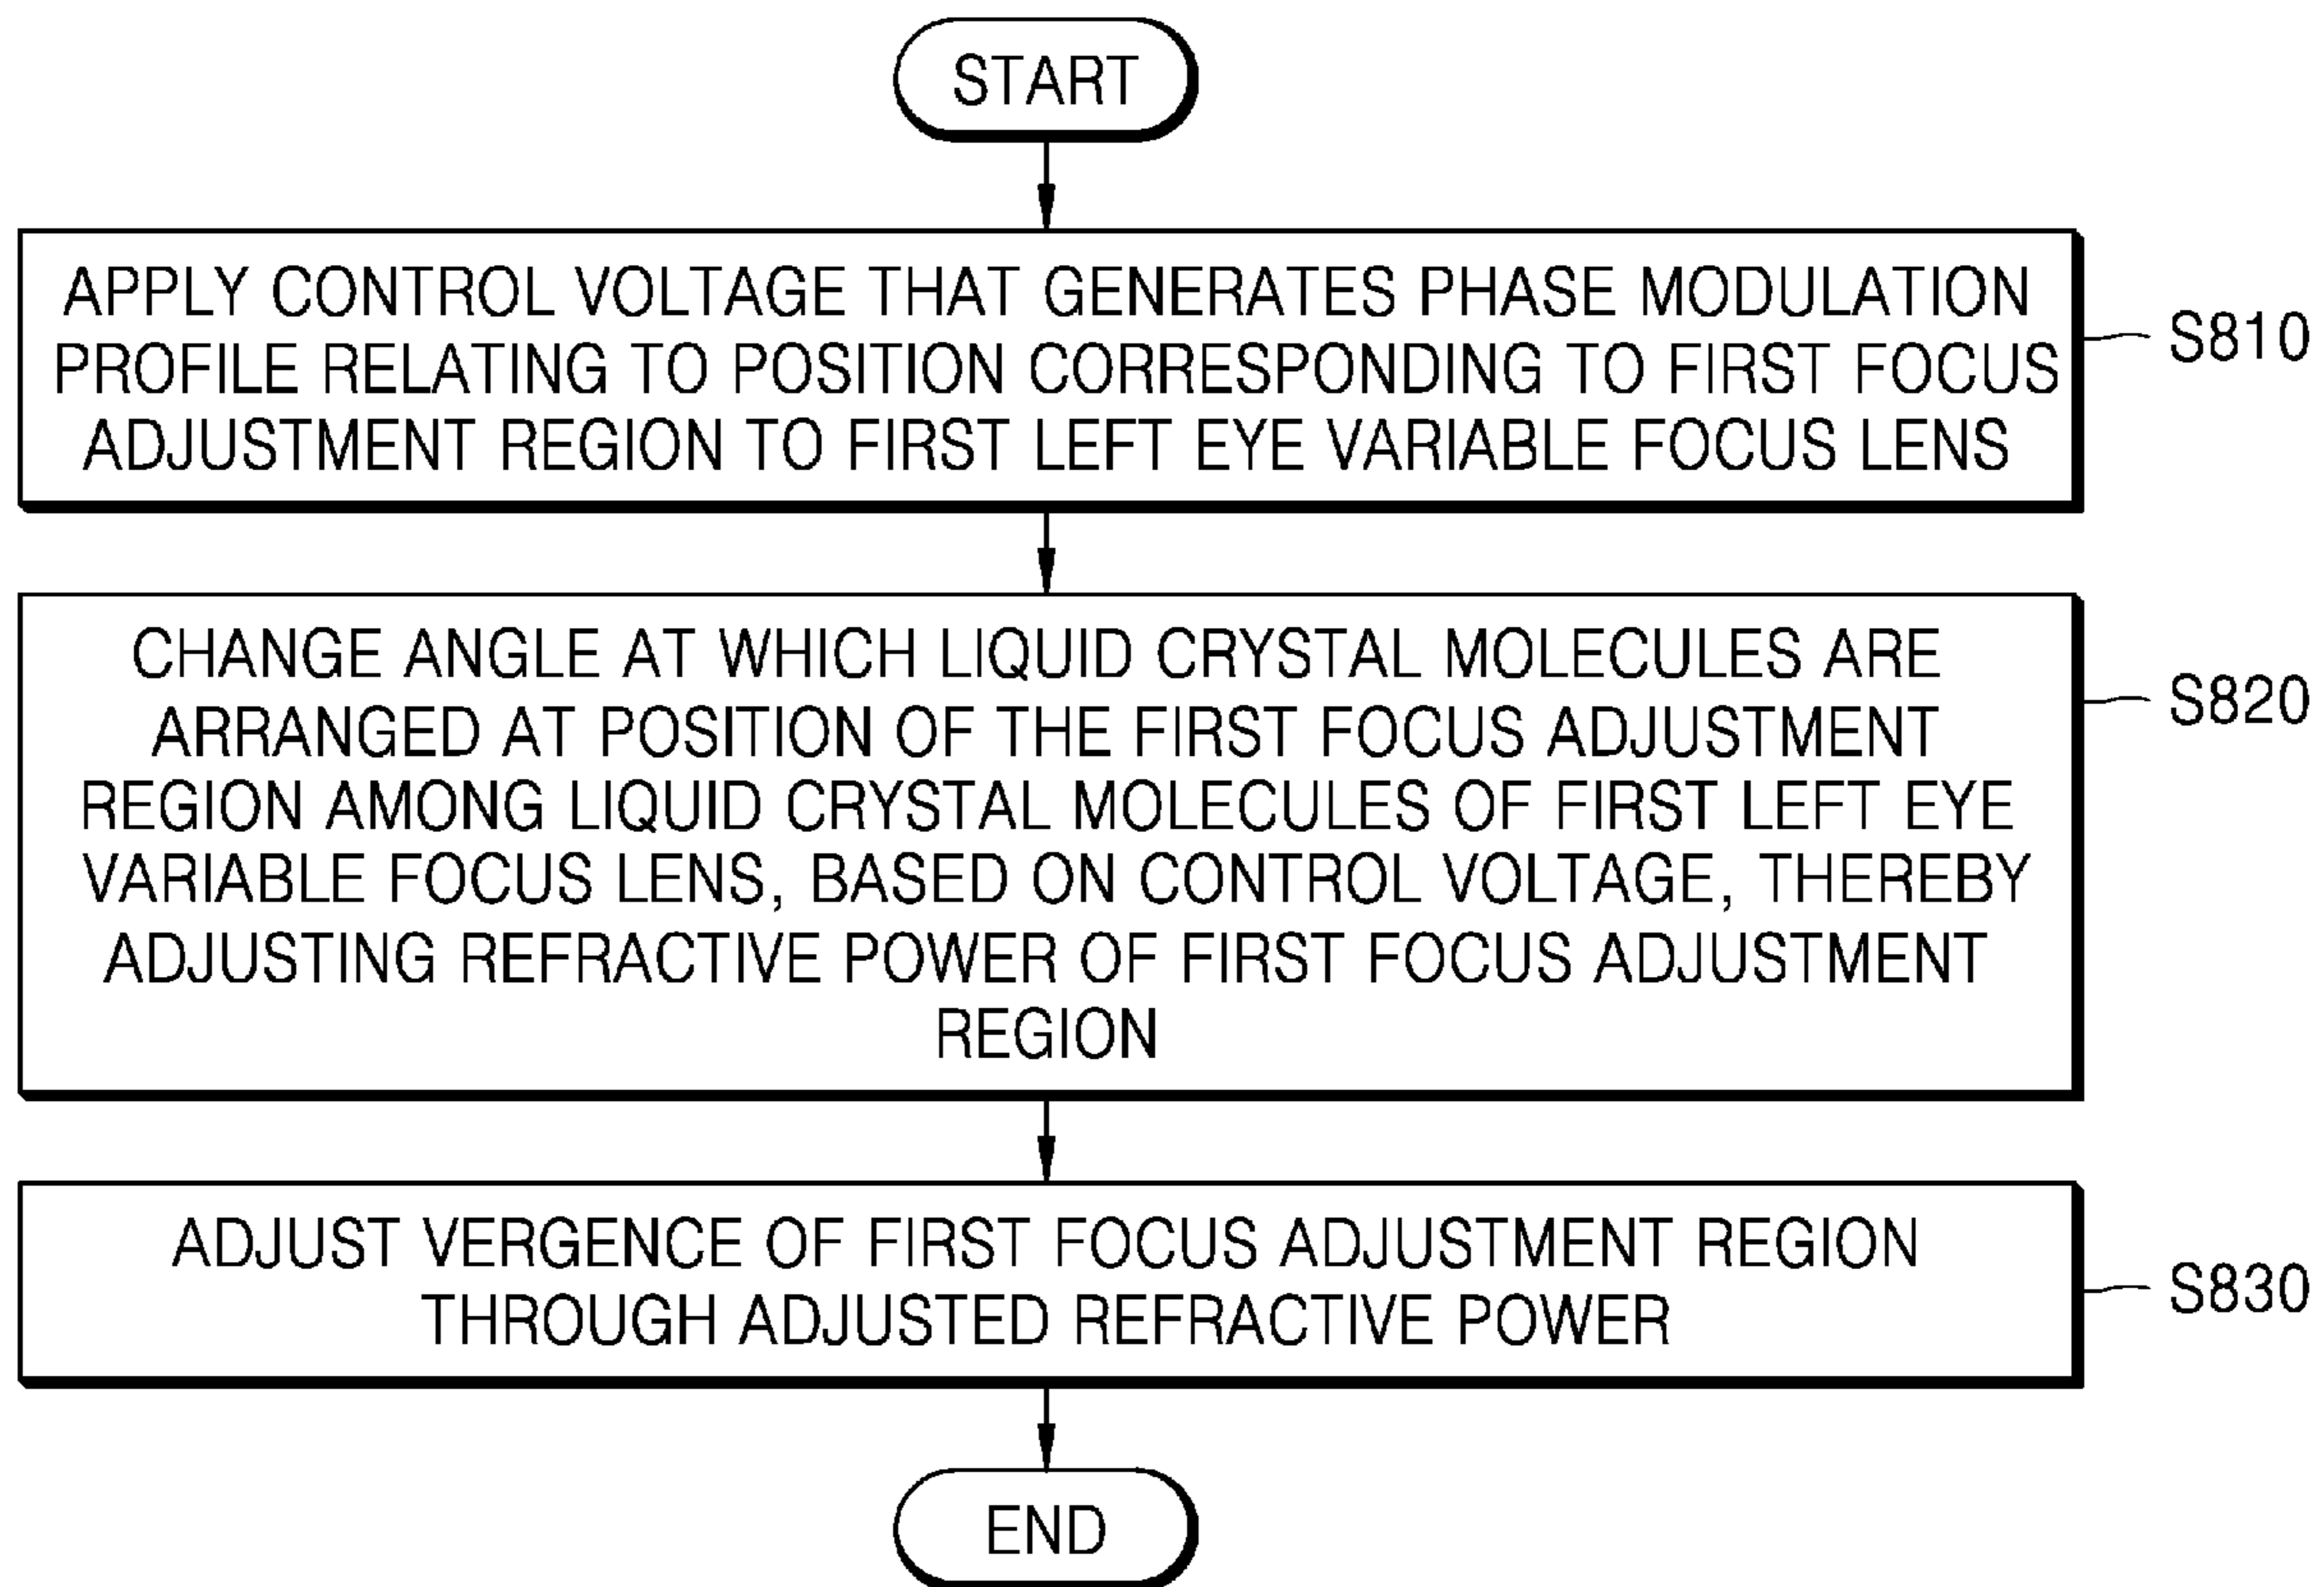 START
APPLY CONTROL VOLTAGE THAT GENERATES PHASE MODULATION
PROFILE RELATING TO POSITION CORRESPONDING TO FIRST FOCUS
ADJUSTMENT REGION TO FIRST LEFT EYE VARIABLE FOCUS LENS
S810
CHANGE ANGLE AT WHICH LIQUID CRYSTAL MOLECULES ARE
ARRANGED AT POSITION OF THE FIRST FOCUS ADJUSTMENT
REGION AMONG LIQUID CRYSTAL MOLECULES OF FIRST LEFT EYE
VARIABLE FOCUS LENS, BASED ON CONTROL VOLTAGE, THEREBY
ADJUSTING REFRACTIVE POWER OF FIRST FOCUS ADJUSTMENT
REGION
S820
ADJUST VERGENCE OF FIRST FOCUS ADJUSTMENT REGION
THROUGH ADJUSTED REFRACTIVE POWER
S830
END